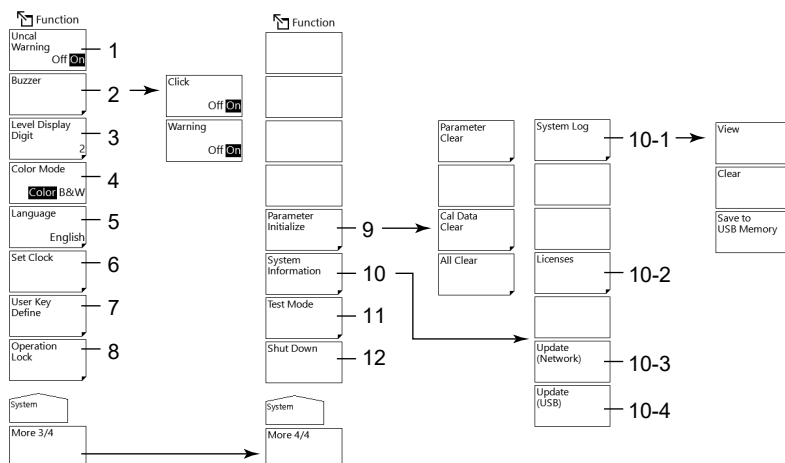 Function
Uncal
Warning
Off On
1
Buzzer
2
Level Display
Digit
2
3
Color Mode
Color B&W
4
Language
English
5
Set Clock
6
User Key
Define
7
Operation
Lock
8
System
More 3/4
Click
Off On
Warning
Off On
Function
Parameter
Initialize
9
System
Information
10
Test Mode
11
Shut Down
12
System
More 4/4
Parameter
Clear
Cal Data
Clear
All Clear
System Log
10-1
Licenses
10-2
Update
(Network)
10-3
Update
(USB)
10-4
View
Clear
Save to
USB Memory